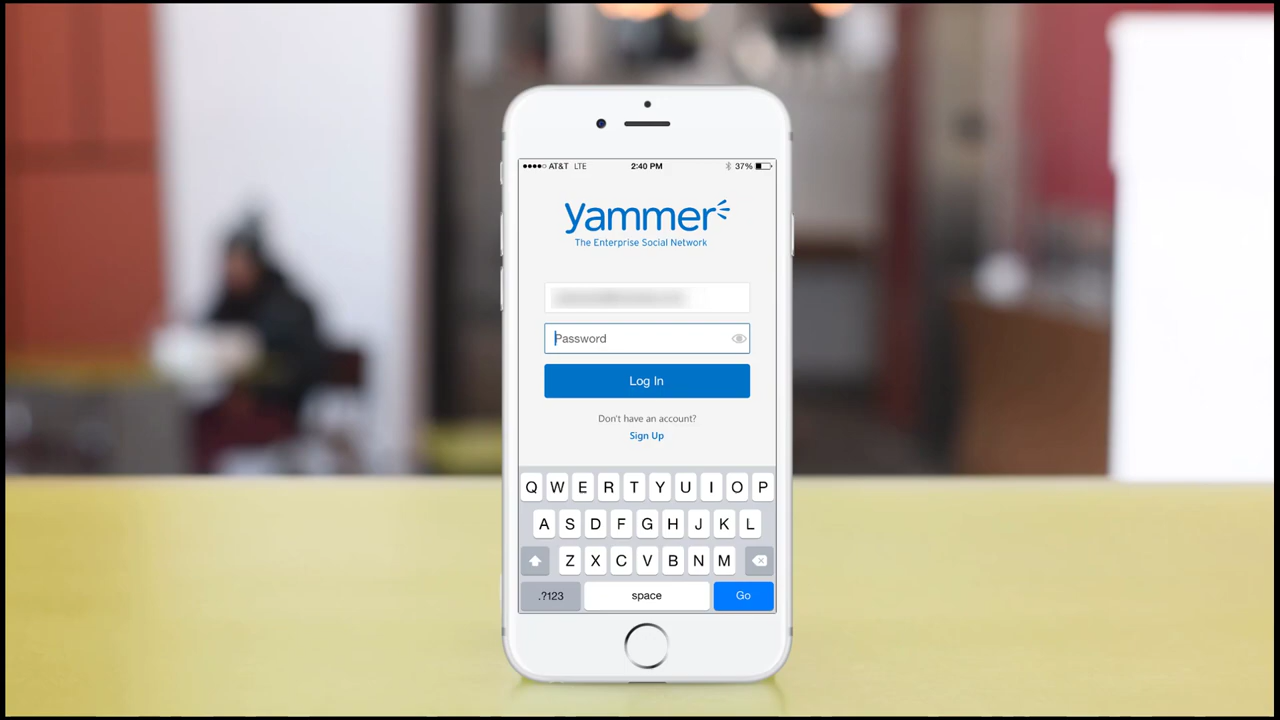 AT&T LTE 2:40 PM 37%
yammer
The Enterprise Social Network
Password
Log In
Don't have an account?
Sign Up
Q W E R T Y U I O P
A S D F G H J K L
Z X C V B N M
.?123 space Go